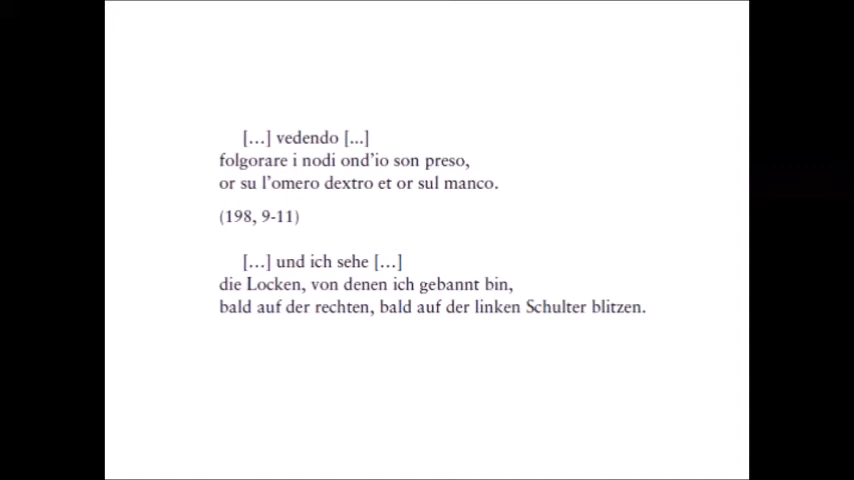 […] vedendo [...]
folgorare i nodi ond’io son preso,
or su l’omero dextro et or sul manco.
(198, 9-11)
[…] und ich sehe […]
die Locken, von denen ich gebannt bin,
bald auf der rechten, bald auf der linken Schulter blitzen.